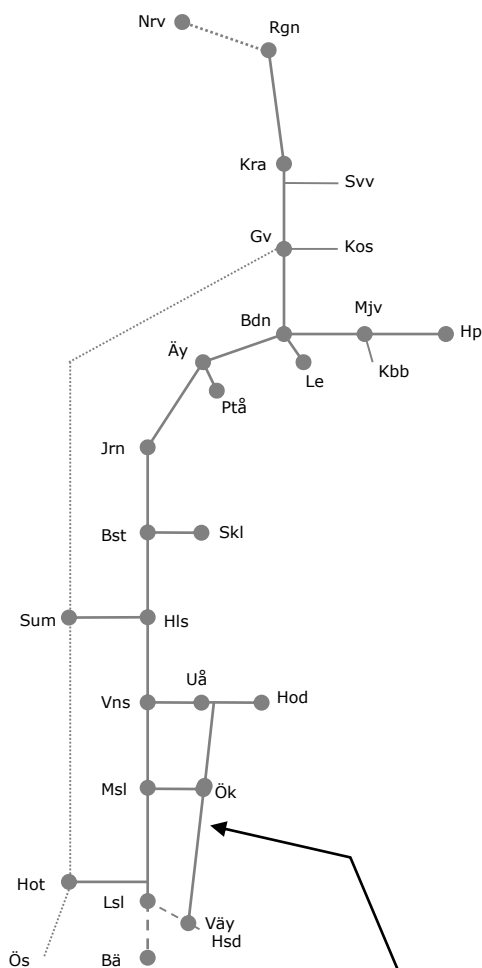 Nrv
Rgn
Kra
Svv
Gv
Kos
Mjv
Bdn
Hp
Äy
Kbb
Le
Ptå
Jrn
Bst
Skl
Sum
Hls
Uå
Vns
Hod
Msl
Ök
Hot
Lsl
Väy
Hsd
Ös
Bä